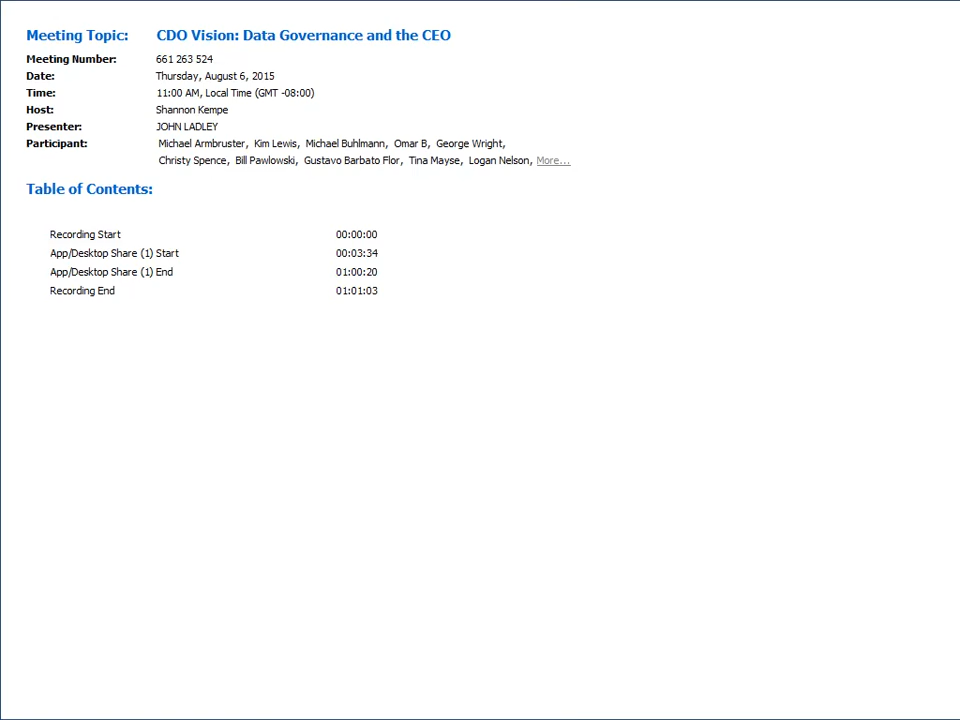 Meeting Topic: CDO Vision: Data Governance and the CEO
Meeting Number: 661 263 524
Date: Thursday, August 6, 2015
Time: 11:00 AM, Local Time (GMT -08:00)
Host: Shannon Kempe
Presenter: JOHN LADLEY
Participant: Michael Armbruster, Kim Lewis, Michael Buhlmann, Omar B, George Wright,
Christy Spence, Bill Pawlowski, Gustavo Barbato Flor, Tina Mayse, Logan Nelson, More...
Table of Contents:
Recording Start 00:00:00
App/Desktop Share (1) Start 00:03:34
App/Desktop Share (1) End 01:00:20
Recording End 01:01:03